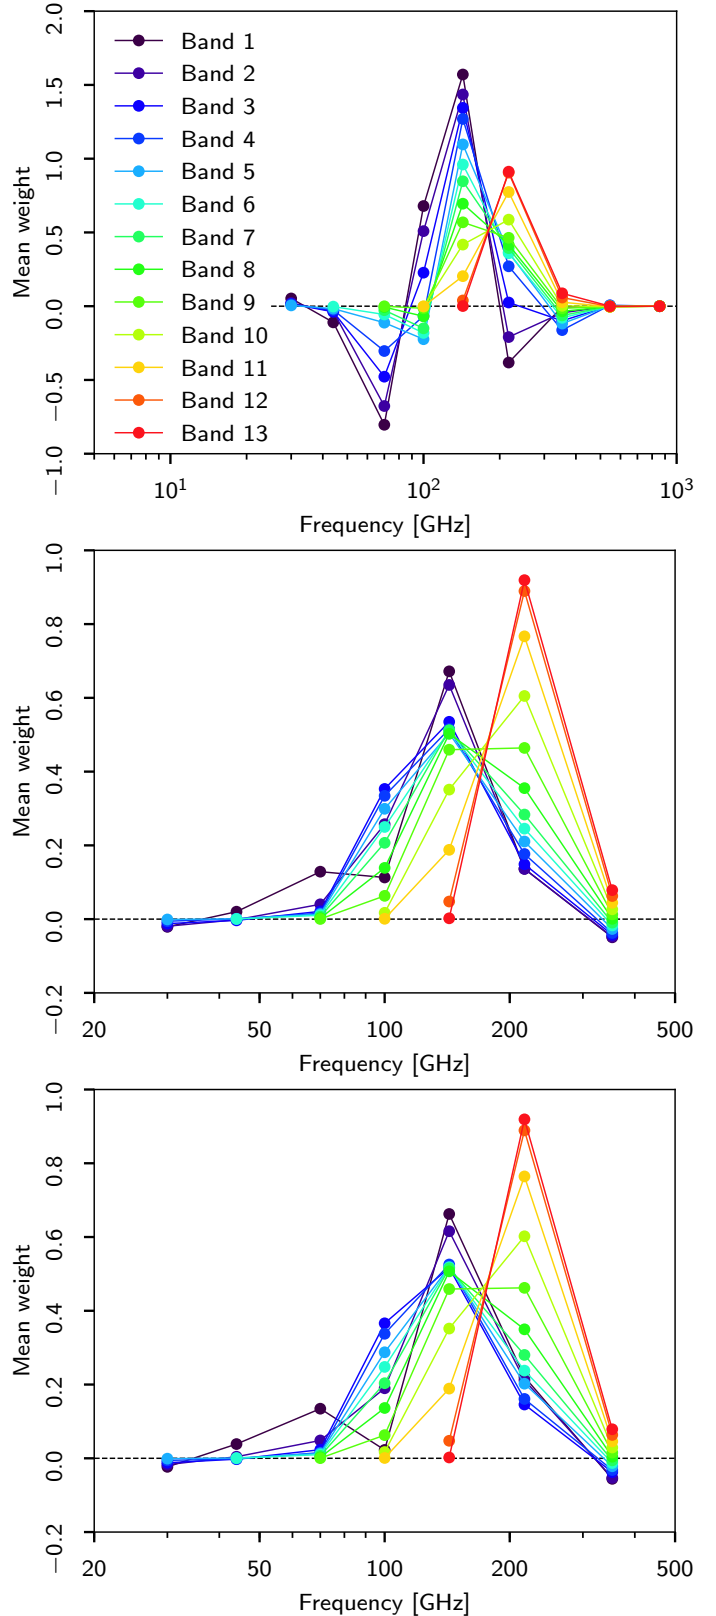 2.0
1.5
1.0
0.5
0.0
−0.5
−1.0
Mean weight
Band 1
Band 2
Band 3
Band 4
Band 5
Band 6
Band 7
Band 8
Band 9
Band 10
Band 11
Band 12
Band 13
10¹ 10² 10³
Frequency [GHz]
1.0
0.8
0.6
0.4
0.2
0.0
−0.2
Mean weight
20 50 100 200 500
Frequency [GHz]
1.0
0.8
0.6
0.4
0.2
0.0
−0.2
Mean weight
20 50 100 200 500
Frequency [GHz]